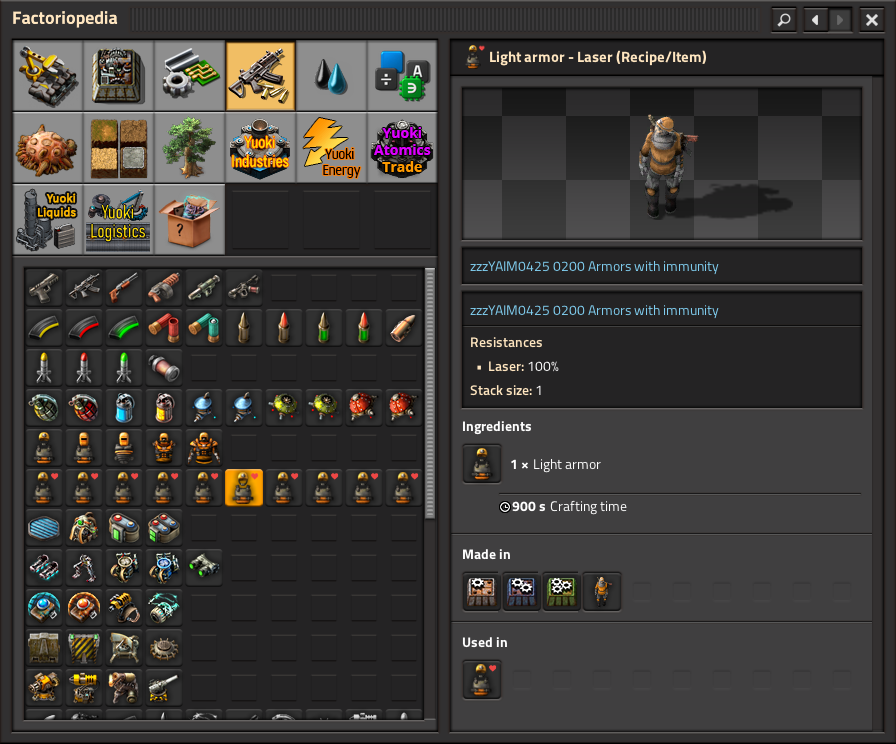 Factoriopedia
Light armor - Laser (Recipe/Item)
A
÷
Э
Yuoki
Industries
Yuoki
Energy
Yuoki
Atomics
Trade
Yuoki
Liquids
Yuoki
Logistics
?
zzzYAIM0425 0200 Armors with immunity
zzzYAIM0425 0200 Armors with immunity
Resistances
▪ Laser: 100%
Stack size: 1
Ingredients
1 × Light armor
900 s Crafting time
Made in
Used in